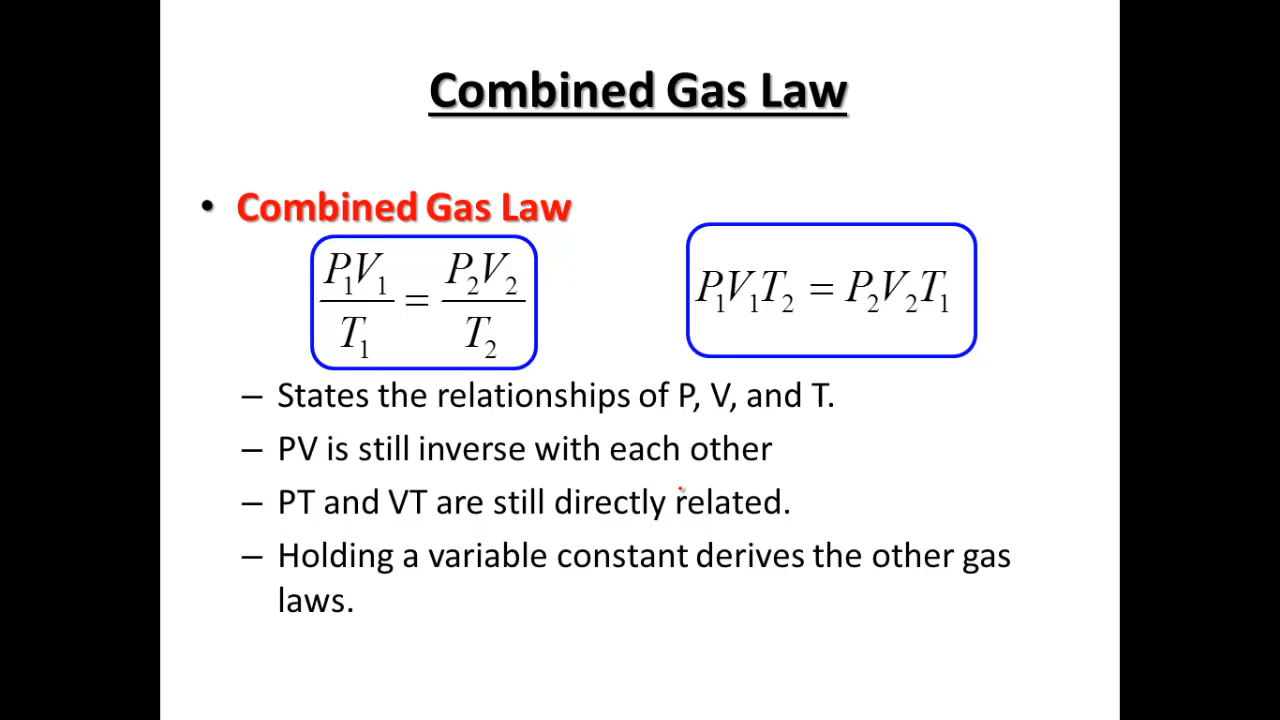 Combined Gas Law
• Combined Gas Law
P₁V₁/T₁ = P₂V₂/T₂
P₁V₁T₂ = P₂V₂T₁
– States the relationships of P, V, and T.
– PV is still inverse with each other
– PT and VT are still directly related.
– Holding a variable constant derives the other gas
laws.